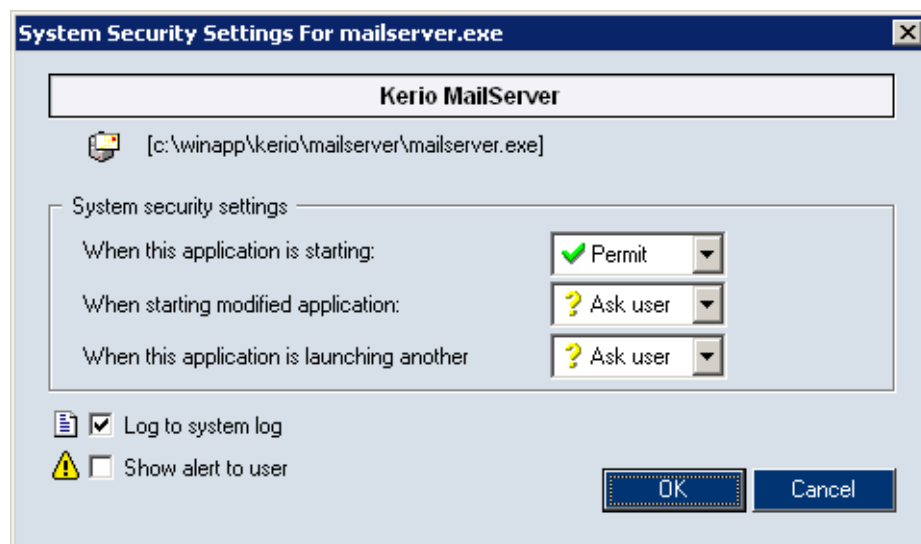 System Security Settings For mailserver.exe
Kerio MailServer
[c:\winapp\kerio\mailserver\mailserver.exe]
System security settings
When this application is starting: Permit
When starting modified application: Ask user
When this application is launching another Ask user
Log to system log
Show alert to user
OK Cancel